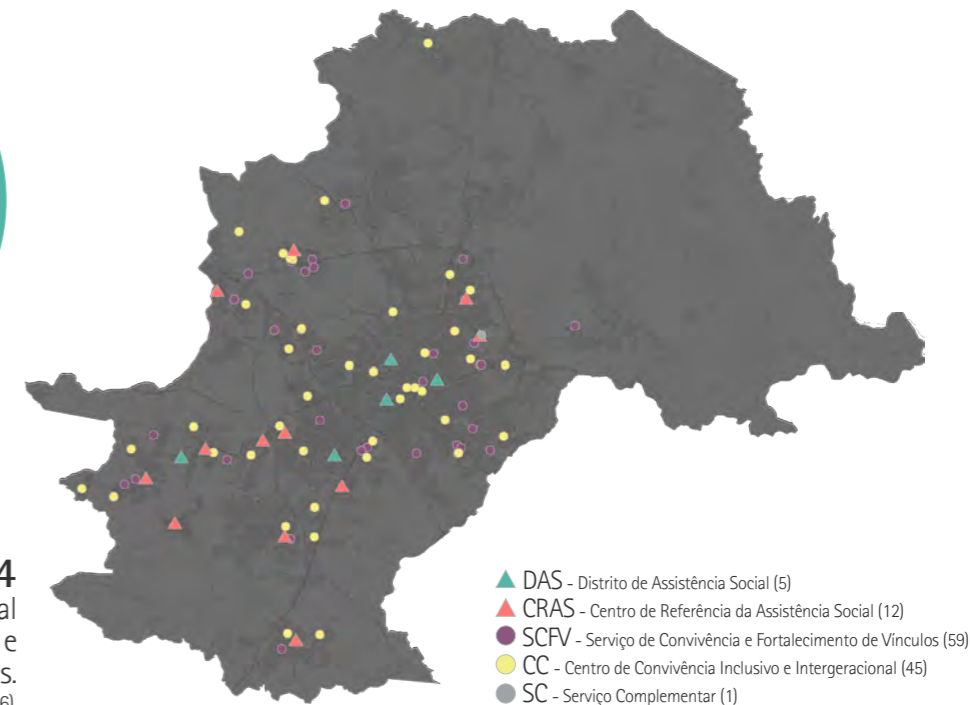 4
al
e
s.
6)
DAS - Distrito de Assistência Social (5)
CRAS - Centro de Referência da Assistência Social (12)
SCFV - Serviço de Convivência e Fortalecimento de Vínculos (59)
CC - Centro de Convivência Inclusivo e Intergeracional (45)
SC - Serviço Complementar (1)